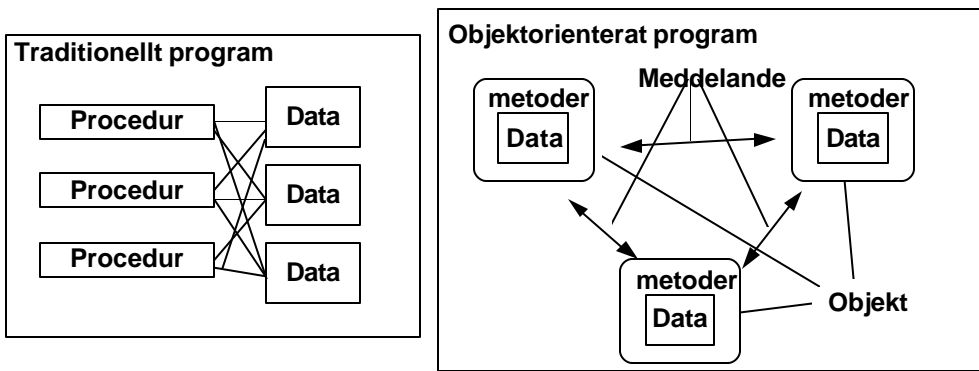 Traditionellt program
Procedur
Data
Procedur
Data
Procedur
Data
Objektorienterat program
Meddelande
metoder
Data
metoder
Data
metoder
Data
Objekt